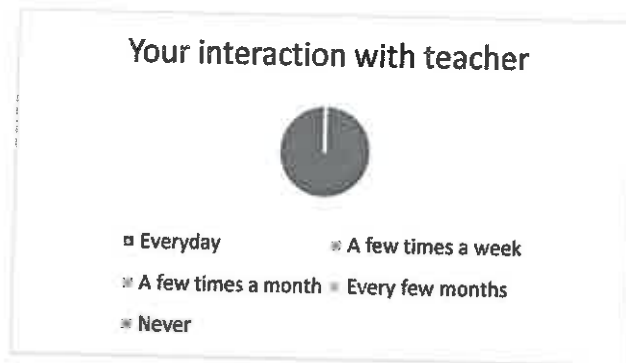 Your interaction with teacher
Everyday
A few times a week
A few times a month
Every few months
Never